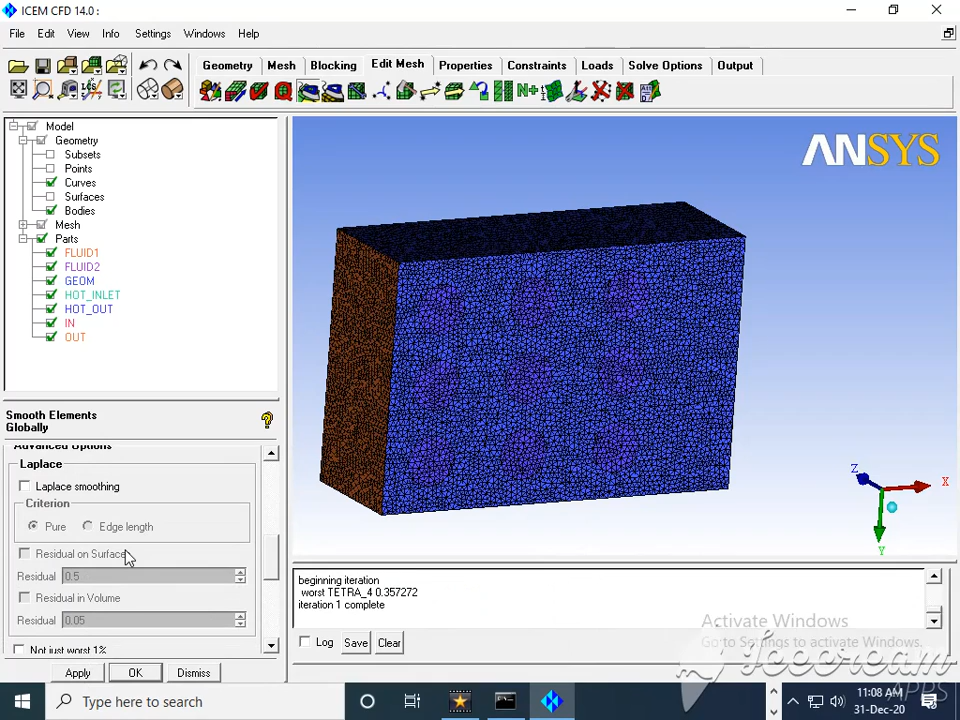 ICEM CFD 14.0 :
File Edit View Info Settings Windows Help
Geometry Mesh Blocking Edit Mesh Properties Constraints Loads Solve Options Output
LCS
Model
Geometry
Subsets
Points
Curves
Surfaces
Bodies
Mesh
Parts
FLUID1
FLUID2
GEOM
HOT_INLET
HOT_OUT
IN
OUT
ANSYS
Z
X
Y
Smooth Elements
Globally
Advanced Options
Laplace
Laplace smoothing
Criterion
Pure Edge length
Residual on Surface
Residual 0.5
Residual in Volume
Residual 0.05
Not just worst 1%
Apply OK Dismiss
beginning iteration
worst TETRA_4 0.357272
iteration 1 complete
Log Save Clear
Activate Windows
Go to Settings to activate Windows.
Icecream
APPS
Type here to search
11:08 AM
31-Dec-20